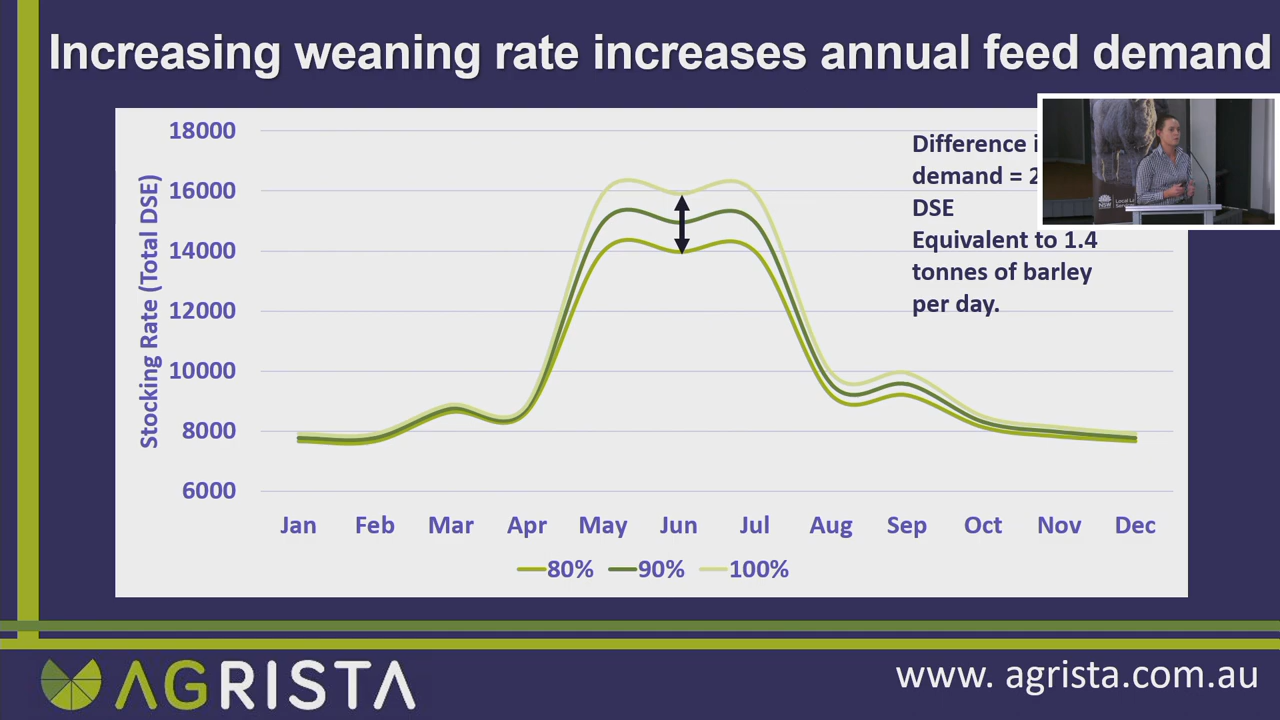 Increasing weaning rate increases annual feed demand
18000
16000
14000
12000
10000
8000
6000
Stocking Rate (Total DSE)
Difference
demand = 2
DSE
Equivalent to 1.4
tonnes of barley
per day.
NSW
Jan Feb Mar Apr May Jun Jul Aug Sep Oct Nov Dec
80% 90% 100%
AGRISTA
www. agrista.com.au